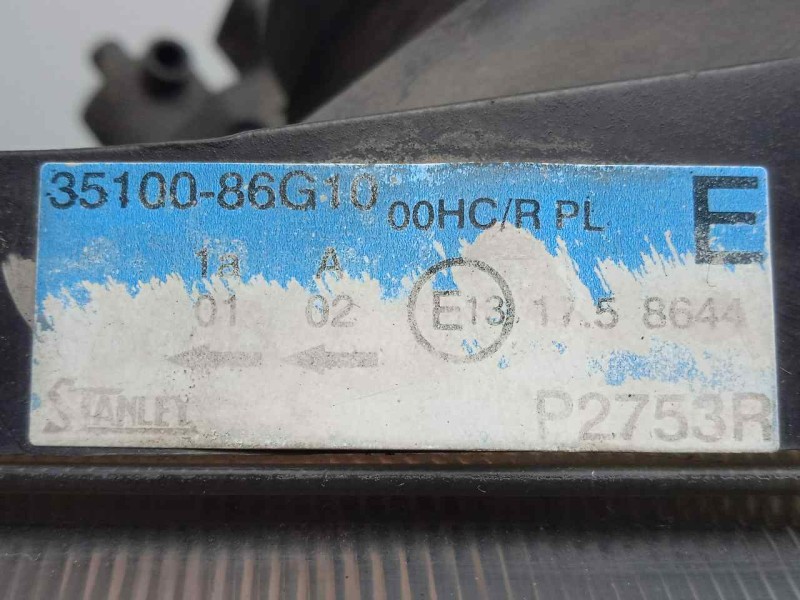 35100-86G10 00HC/R PL E
1a A
01 02 E13 17.5 8644
STANLEY P2753R